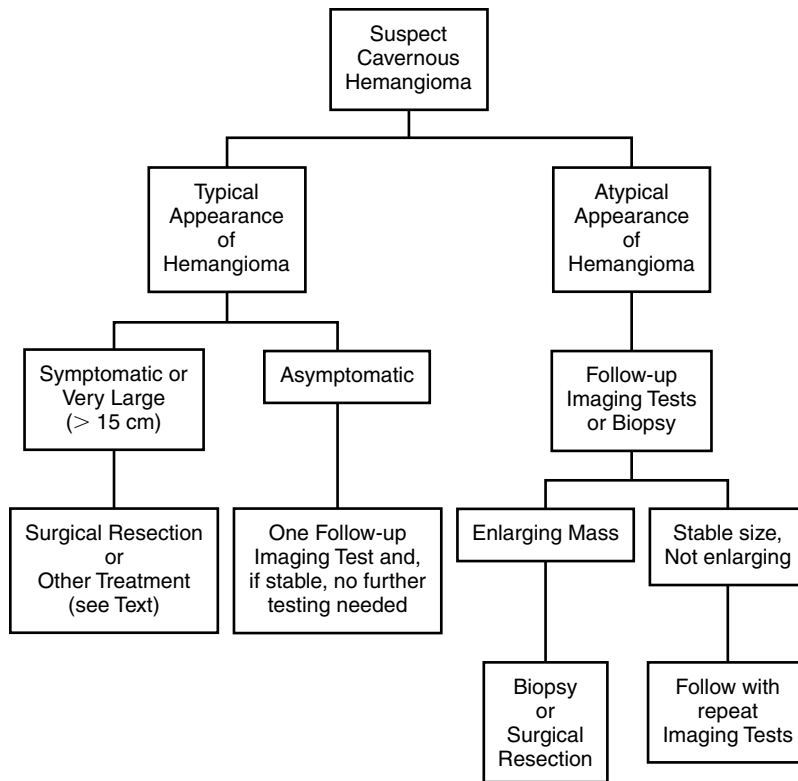 Suspect
Cavernous
Hemangioma
Typical
Appearance
of
Hemangioma
Atypical
Appearance
of
Hemangioma
Symptomatic or
Very Large
(> 15 cm)
Asymptomatic
Follow-up
Imaging Tests
or Biopsy
Surgical Resection
or
Other Treatment
(see Text)
One Follow-up
Imaging Test and,
if stable, no further
testing needed
Enlarging Mass
Stable size,
Not enlarging
Biopsy
or
Surgical
Resection
Follow with
repeat
Imaging Tests